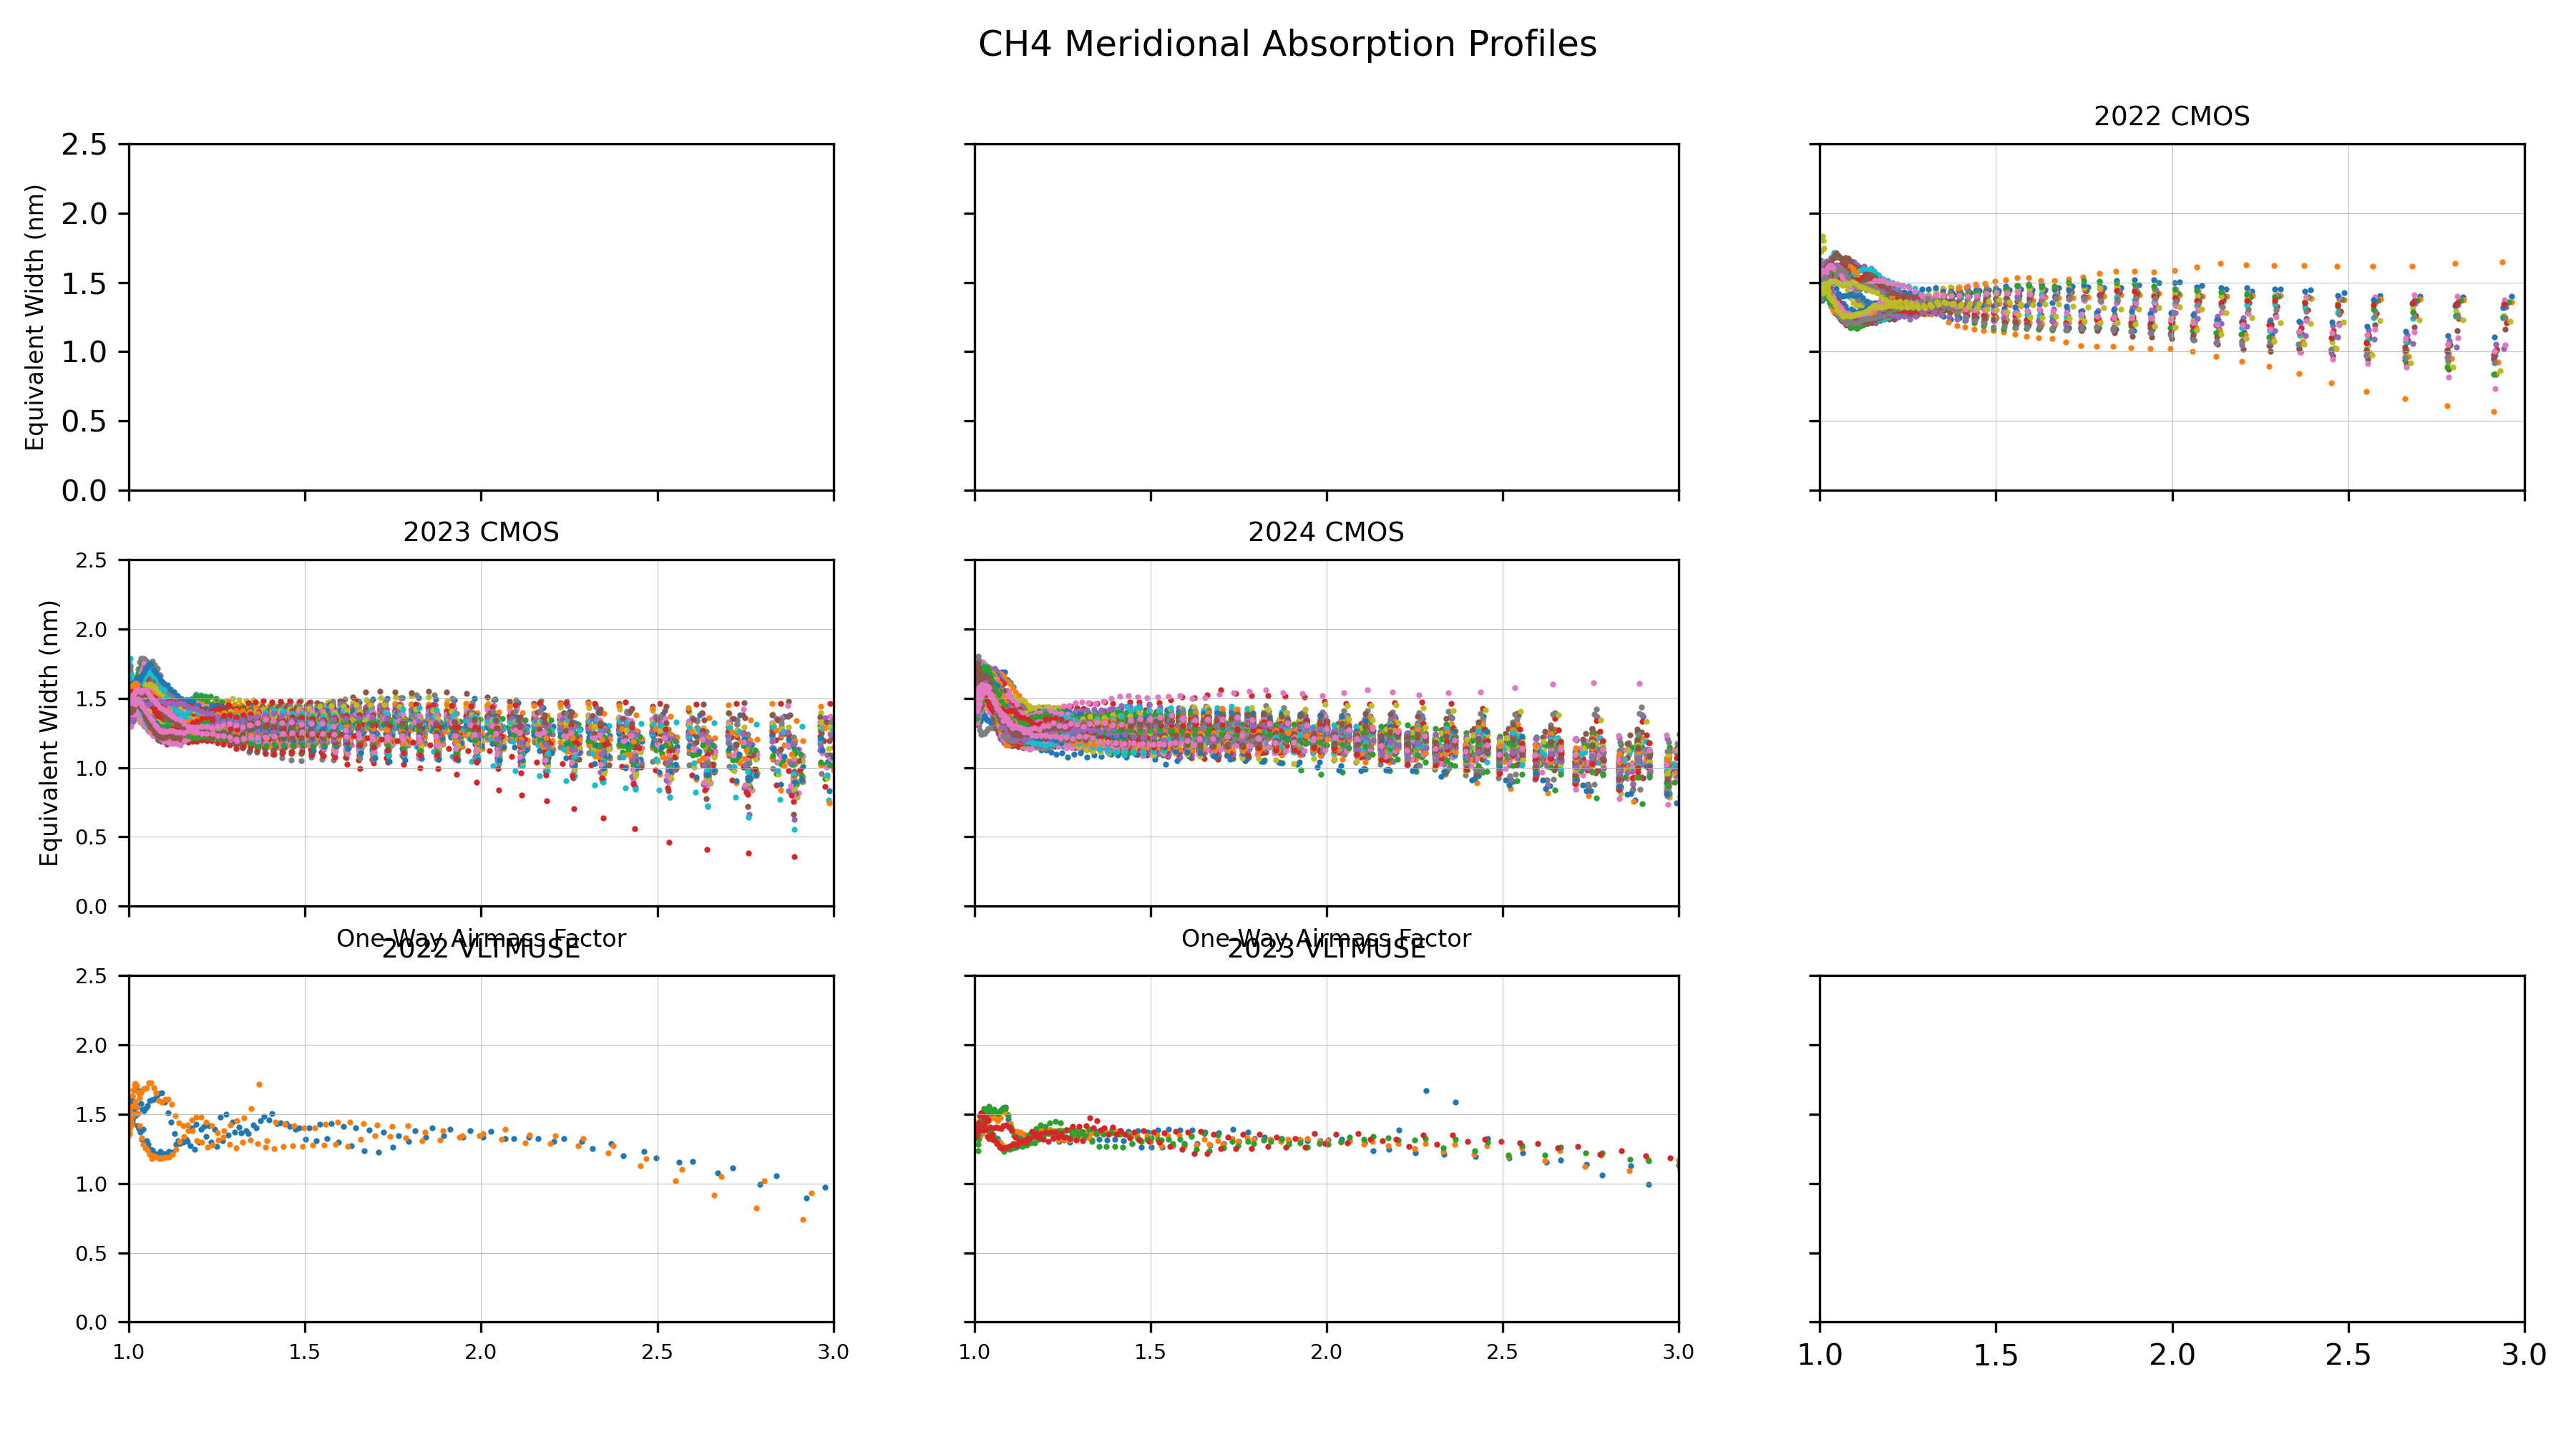 CH4 Meridional Absorption Profiles
2022 CMOS
Equivalent Width (nm)
2.5
2.0
1.5
1.0
0.5
0.0
2023 CMOS
2024 CMOS
Equivalent Width (nm)
2.5
2.0
1.5
1.0
0.5
0.0
One-Way Airmass Factor
One-Way Airmass Factor
2022 VLTMUSE
2023 VLTMUSE
2.5
2.0
1.5
1.0
0.5
0.0
1.0 1.5 2.0 2.5 3.0
1.0 1.5 2.0 2.5 3.0
1.0 1.5 2.0 2.5 3.0